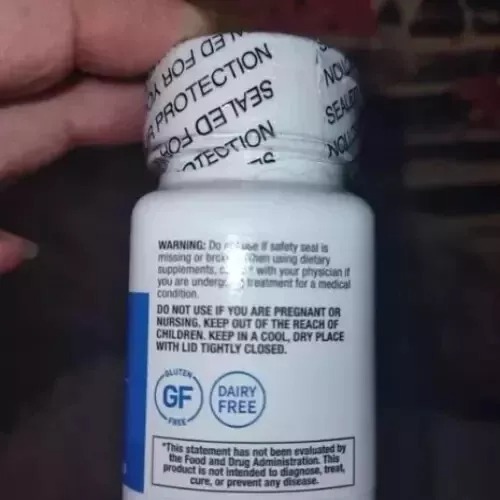 SEALED FOR YO
R PROTECTION
SEALED FOR
OTECTION
SEALED
WARNING: Do not use if safety seal is
missing or broken. When using dietary
supplements, with your physician if
you are undergoing treatment for a medical
condition.
DO NOT USE IF YOU ARE PREGNANT OR
NURSING. KEEP OUT OF THE REACH OF
CHILDREN. KEEP IN A COOL, DRY PLACE
WITH LID TIGHTLY CLOSED.
GLUTEN
GF
FREE
DAIRY
FREE
*This statement has not been evaluated by
the Food and Drug Administration. This
product is not intended to diagnose, treat,
cure, or prevent any disease.